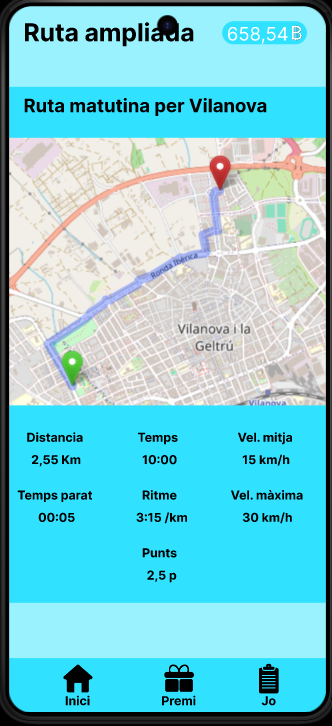 Ruta ampliada
658,54₿
Ruta matutina per Vilanova
Ronda Ibèrica
Vilanova i la
Geltrú
Vilanova
Distancia Temps Vel. mitja
2,55 Km 10:00 15 km/h
Temps parat Ritme Vel. màxima
00:05 3:15 /km 30 km/h
Punts
2,5 p
Inici Premi Jo